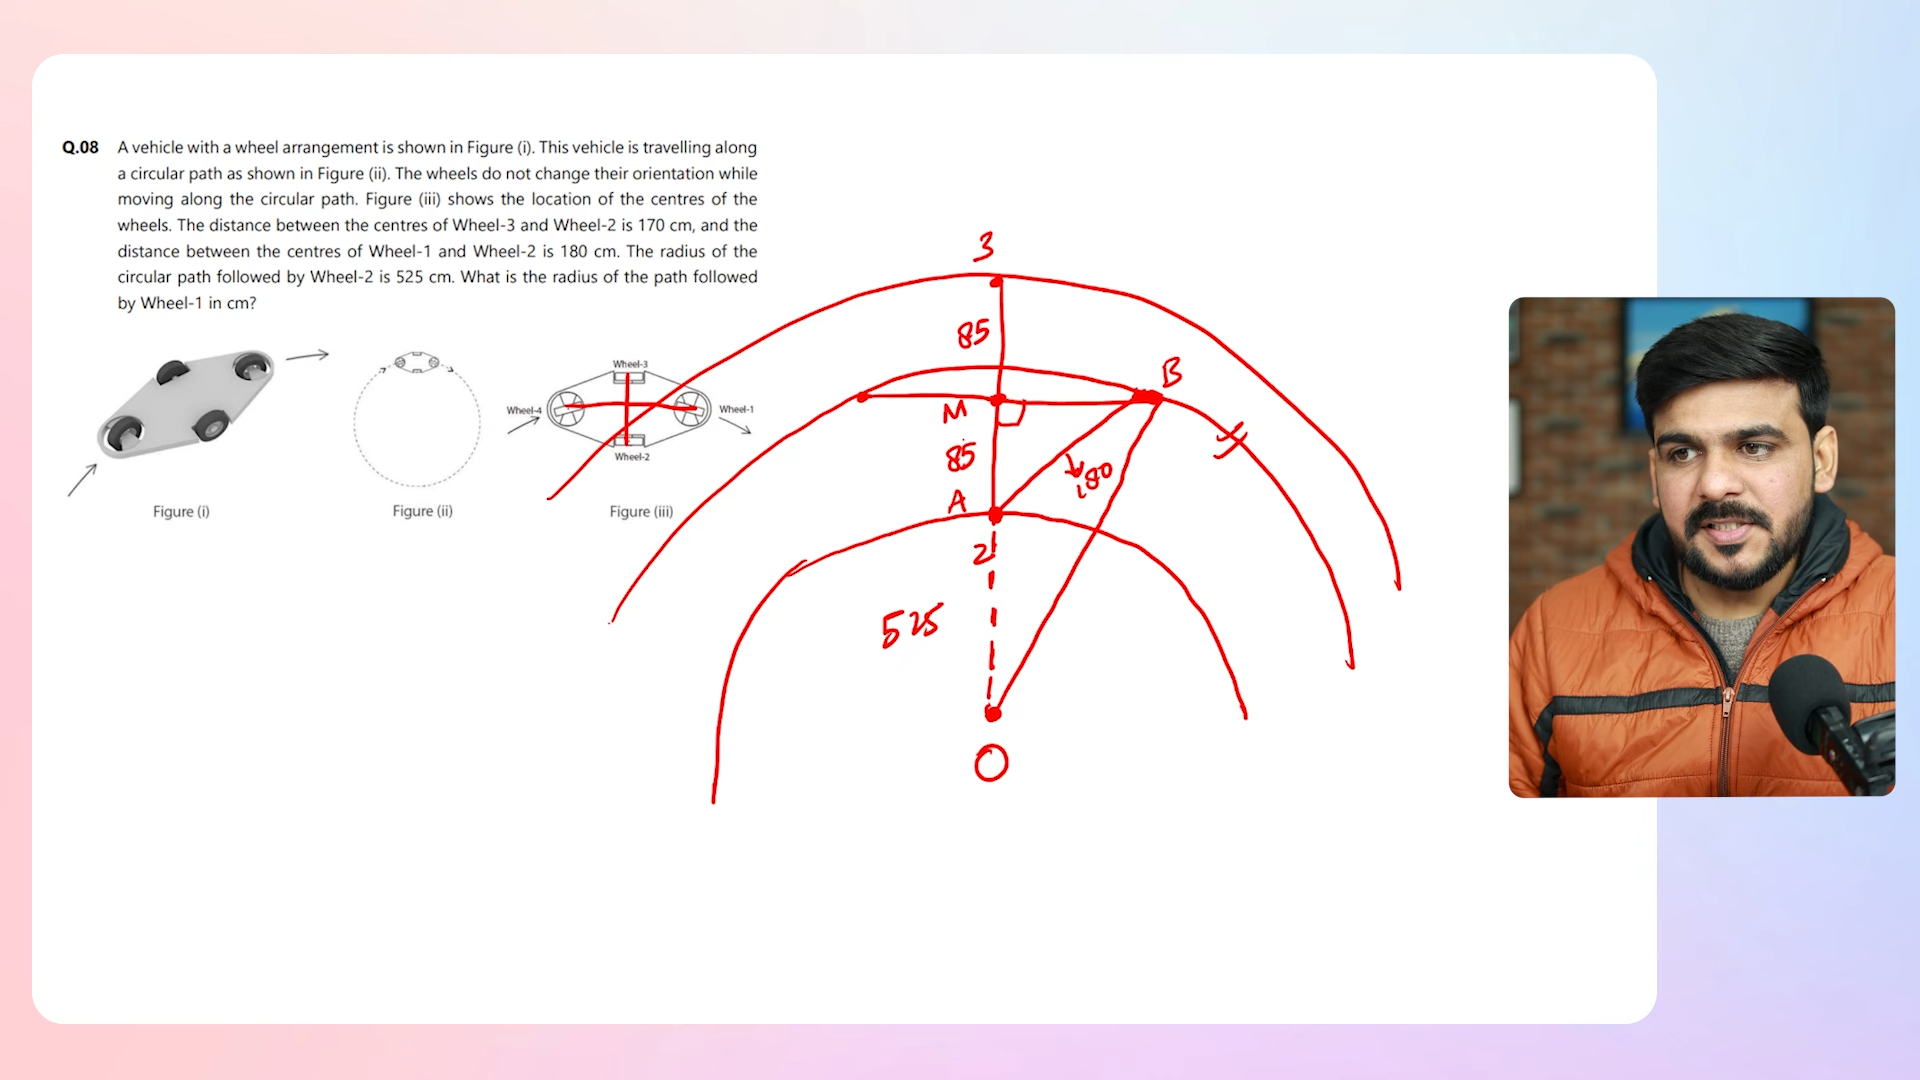 Q.08 A vehicle with a wheel arrangement is shown in Figure (i). This vehicle is travelling along
a circular path as shown in Figure (ii). The wheels do not change their orientation while
moving along the circular path. Figure (iii) shows the location of the centres of the
wheels. The distance between the centres of Wheel-3 and Wheel-2 is 170 cm, and the
distance between the centres of Wheel-1 and Wheel-2 is 180 cm. The radius of the
circular path followed by Wheel-2 is 525 cm. What is the radius of the path followed
by Wheel-1 in cm?
Wheel-3
Wheel-4
Wheel-1
Wheel-2
Figure (i)
Figure (ii)
Figure (iii)
3
85
B
M
85
180
A
2
525
O